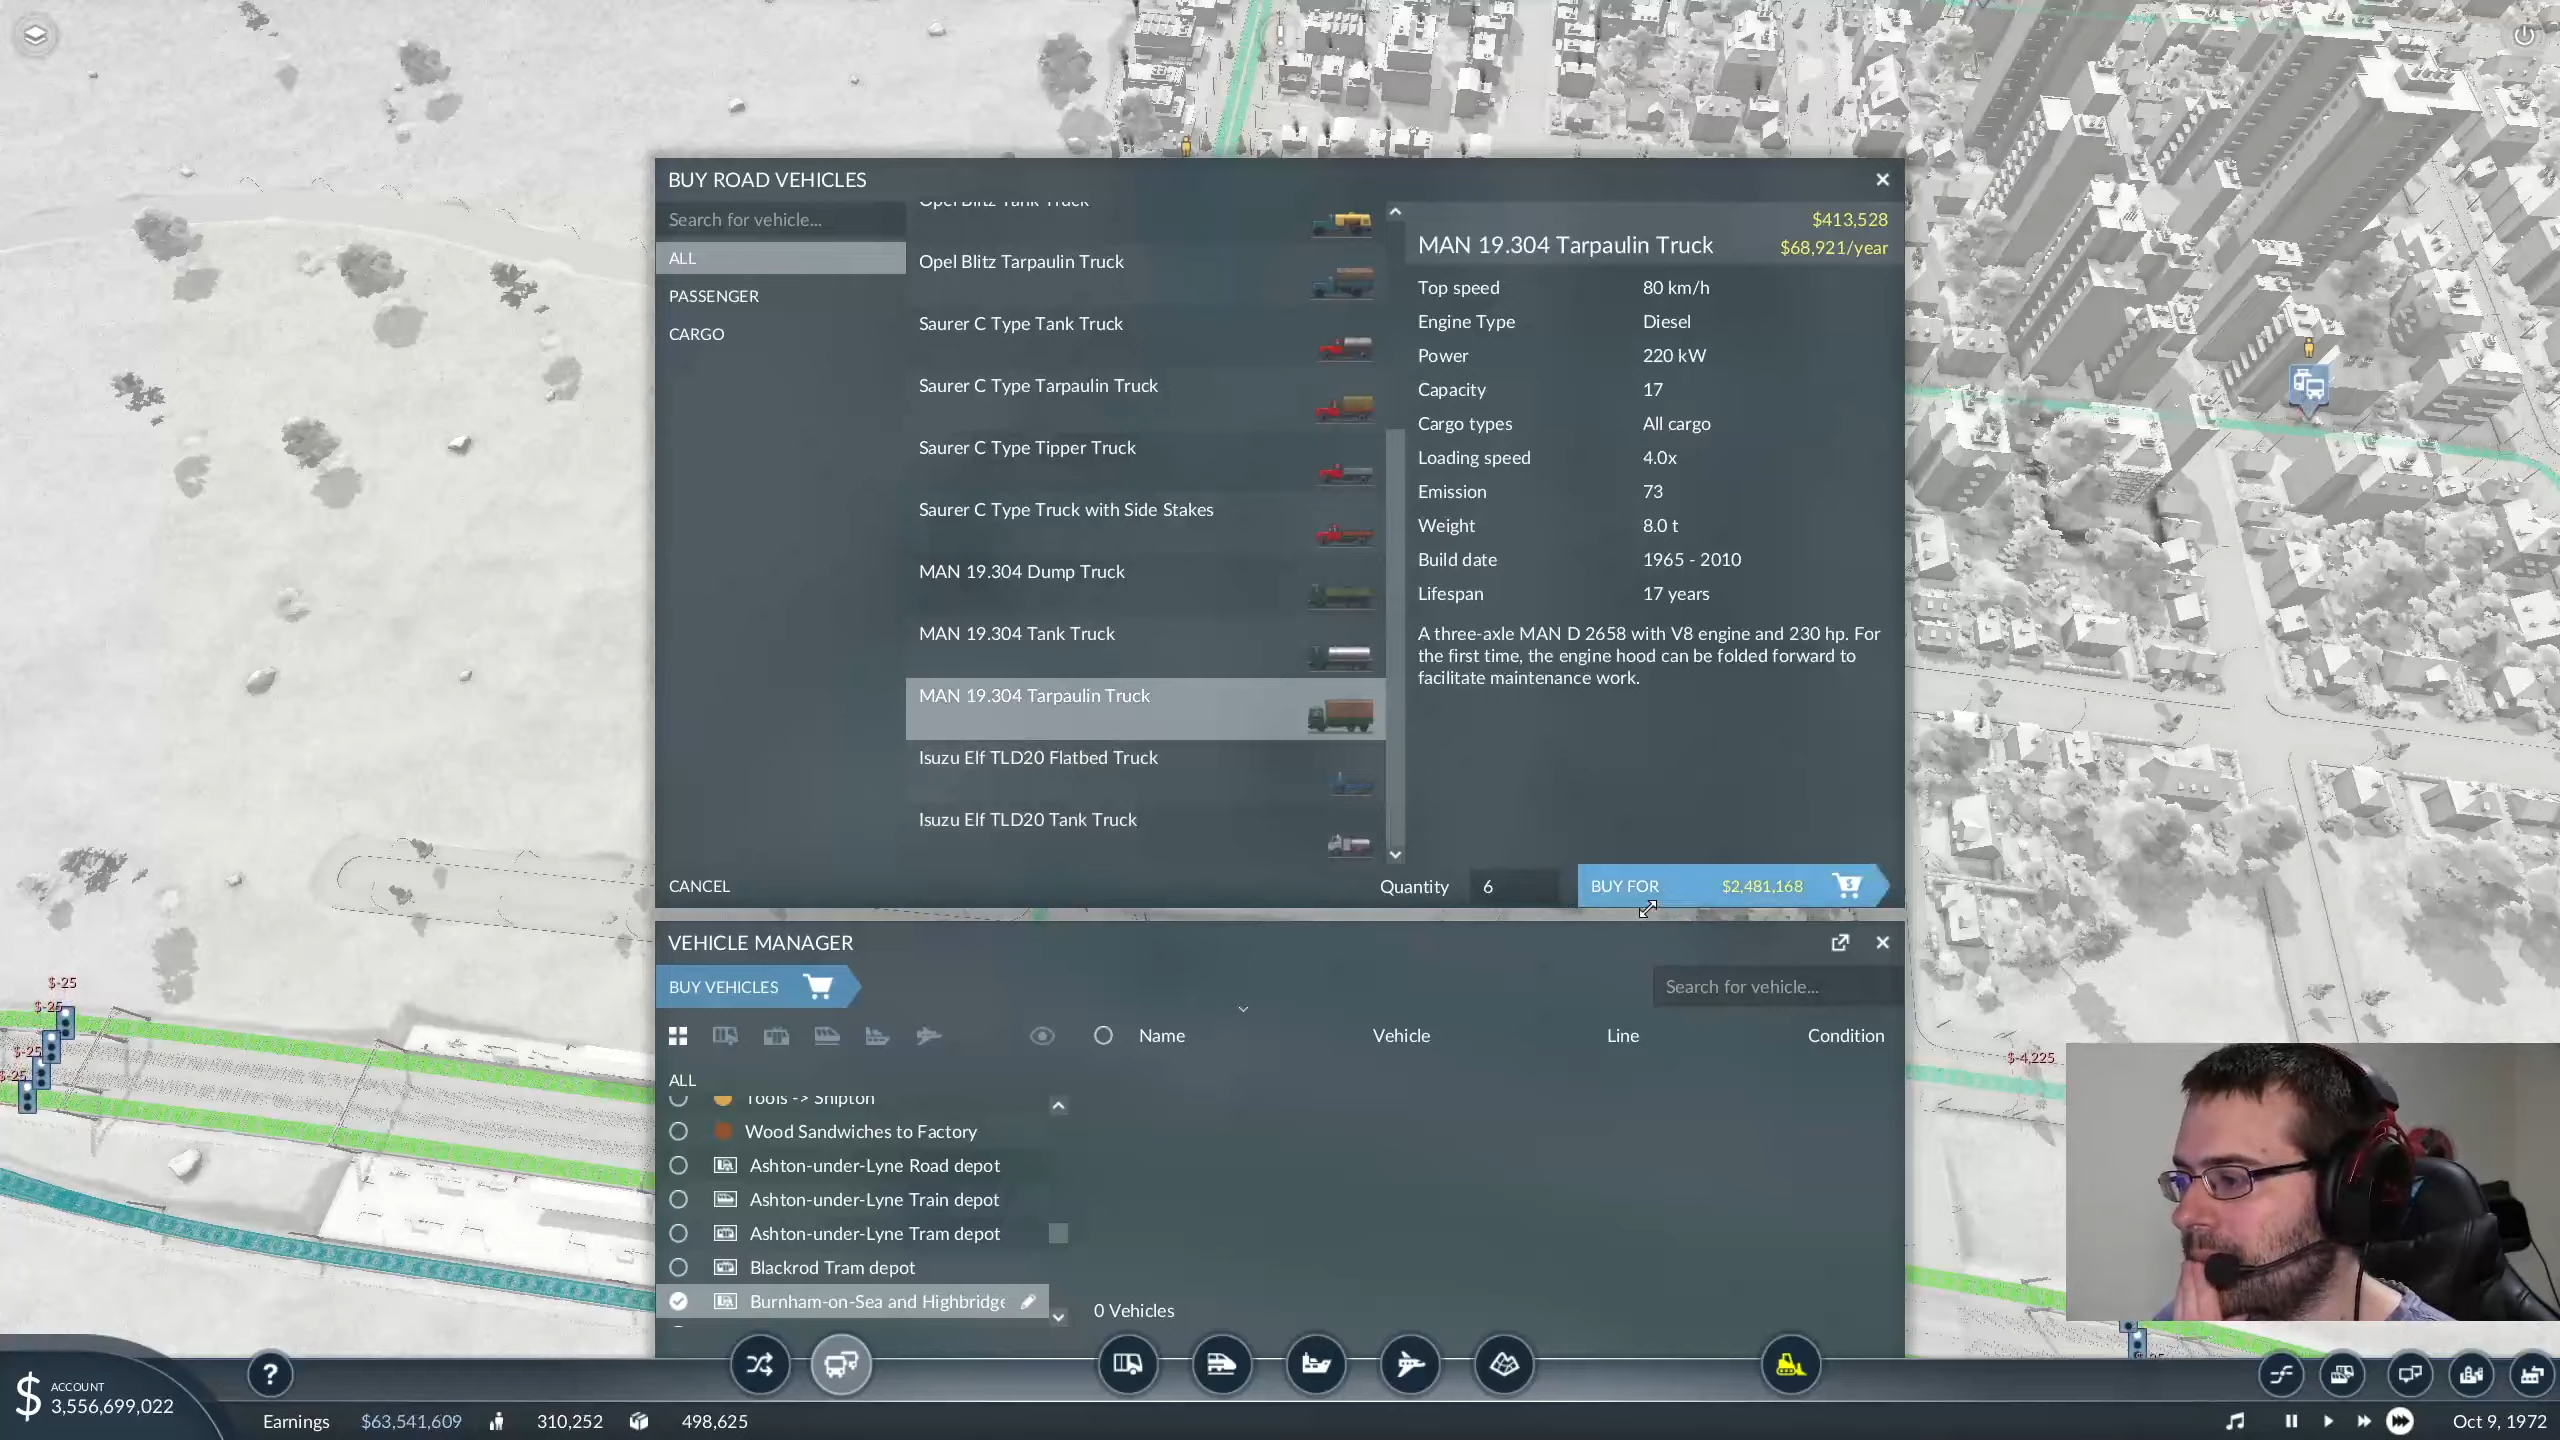 BUY ROAD VEHICLES
Search for vehicle...
ALL
PASSENGER
CARGO
Opel Blitz Tank Truck
Opel Blitz Tarpaulin Truck
Saurer C Type Tank Truck
Saurer C Type Tarpaulin Truck
Saurer C Type Tipper Truck
Saurer C Type Truck with Side Stakes
MAN 19.304 Dump Truck
MAN 19.304 Tank Truck
MAN 19.304 Tarpaulin Truck
Isuzu Elf TLD20 Flatbed Truck
Isuzu Elf TLD20 Tank Truck
$413,528
MAN 19.304 Tarpaulin Truck $68,921/year
Top speed 80 km/h
Engine Type Diesel
Power 220 kW
Capacity 17
Cargo types All cargo
Loading speed 4.0x
Emission 73
Weight 8.0 t
Build date 1965 - 2010
Lifespan 17 years
A three-axle MAN D 2658 with V8 engine and 230 hp. For
the first time, the engine hood can be folded forward to
facilitate maintenance work.
CANCEL Quantity 6 BUY FOR $2,481,168
VEHICLE MANAGER
BUY VEHICLES Search for vehicle...
Name Vehicle Line Condition
ALL
Tools -> Shipton
Wood Sandwiches to Factory
Ashton-under-Lyne Road depot
Ashton-under-Lyne Train depot
Ashton-under-Lyne Tram depot
Blackrod Tram depot
Burnham-on-Sea and Highbridge
0 Vehicles
$-25
$-25
$-25
$-25
$-4,225
ACCOUNT
3,556,699,022
?
Earnings $63,541,609 310,252 498,625
Oct 9, 1972